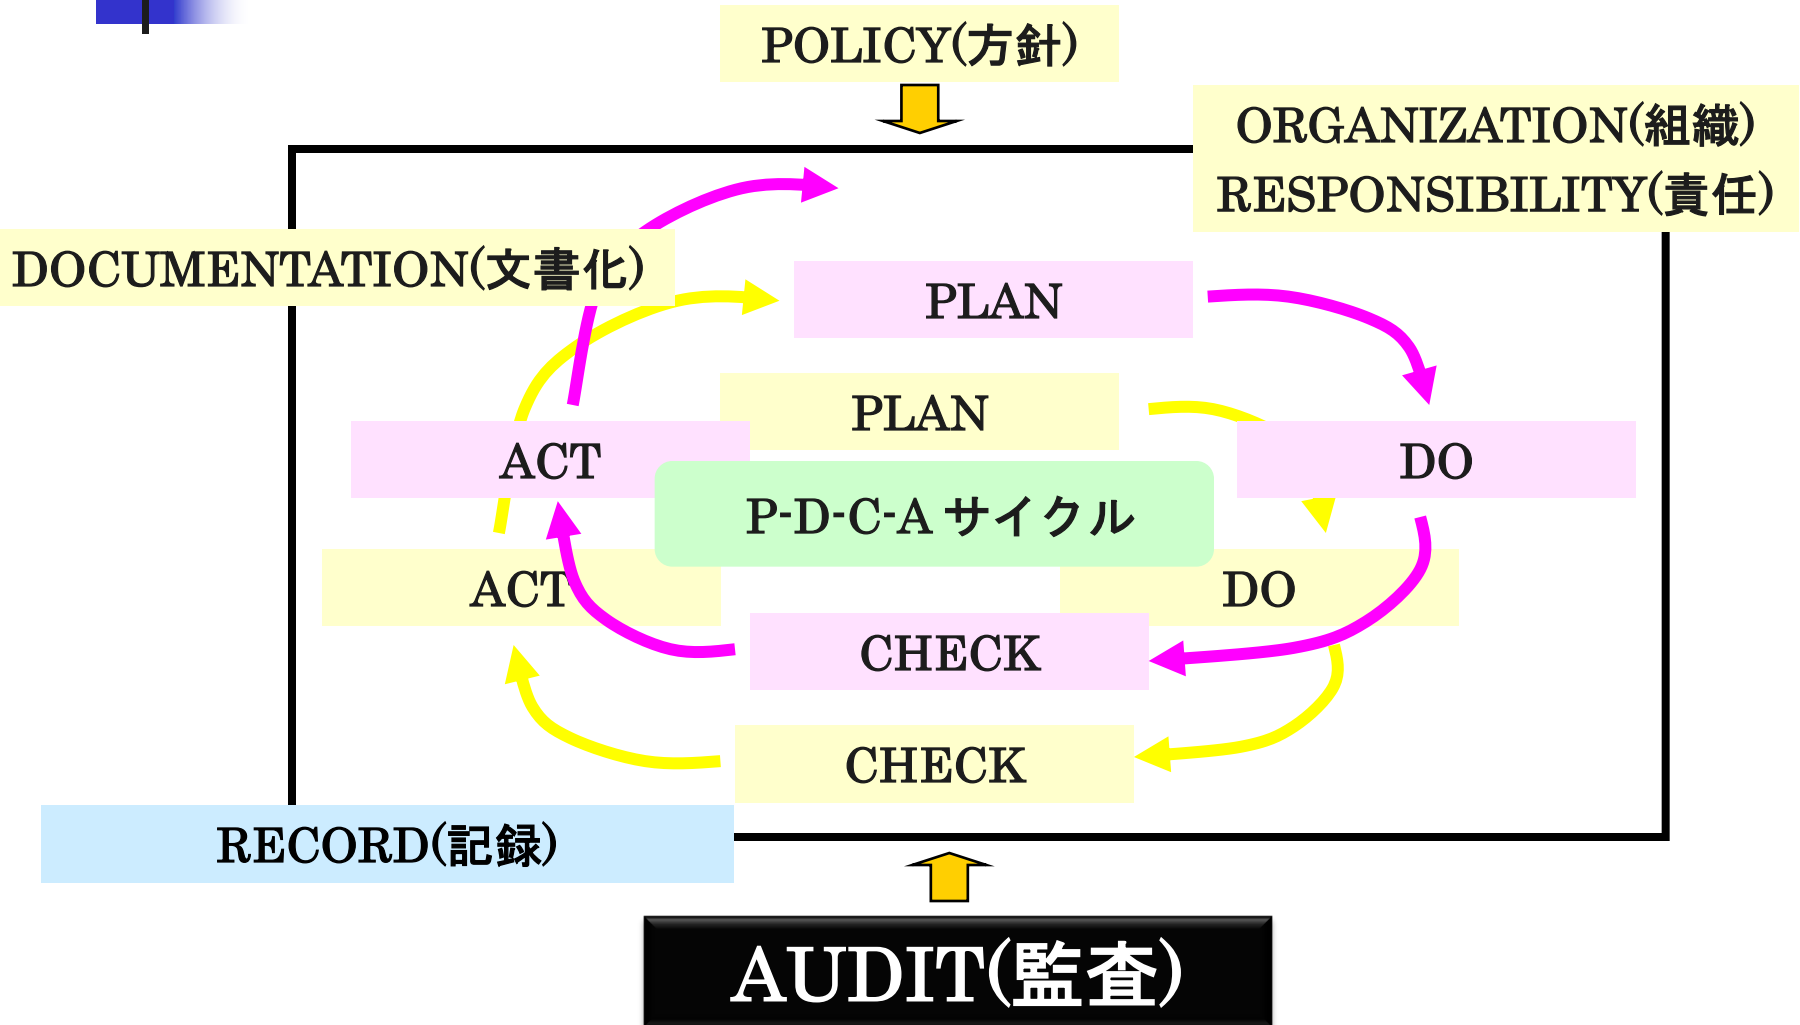 POLICY(方針)
ORGANIZATION(組織)
RESPONSIBILITY(責任)
DOCUMENTATION(文書化)
PLAN
PLAN
ACT
DO
P-D-C-A サイクル
ACT
DO
CHECK
CHECK
RECORD(記録)
AUDIT(監査)